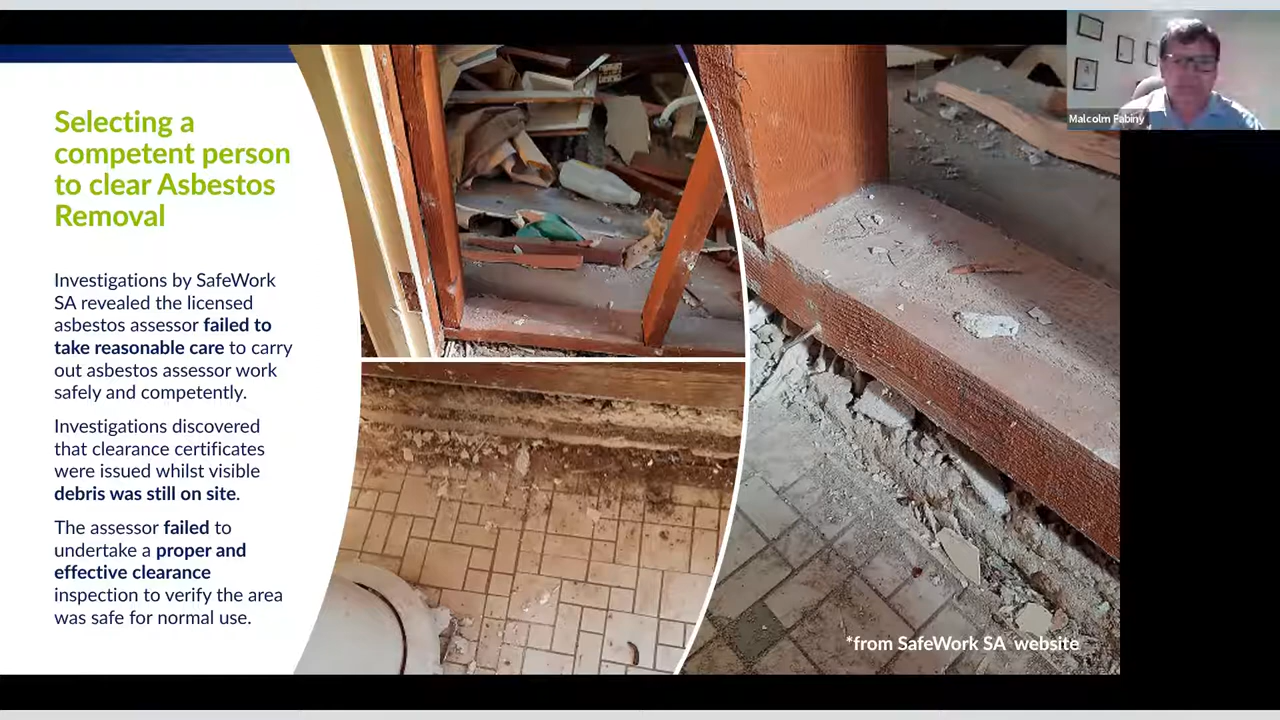 Selecting a
competent person
to clear Asbestos
Removal
Investigations by SafeWork
SA revealed the licensed
asbestos assessor failed to
take reasonable care to carry
out asbestos assessor work
safely and competently.
Investigations discovered
that clearance certificates
were issued whilst visible
debris was still on site.
The assessor failed to
undertake a proper and
effective clearance
inspection to verify the area
was safe for normal use.
*from SafeWork SA website
Malcolm Fabiny